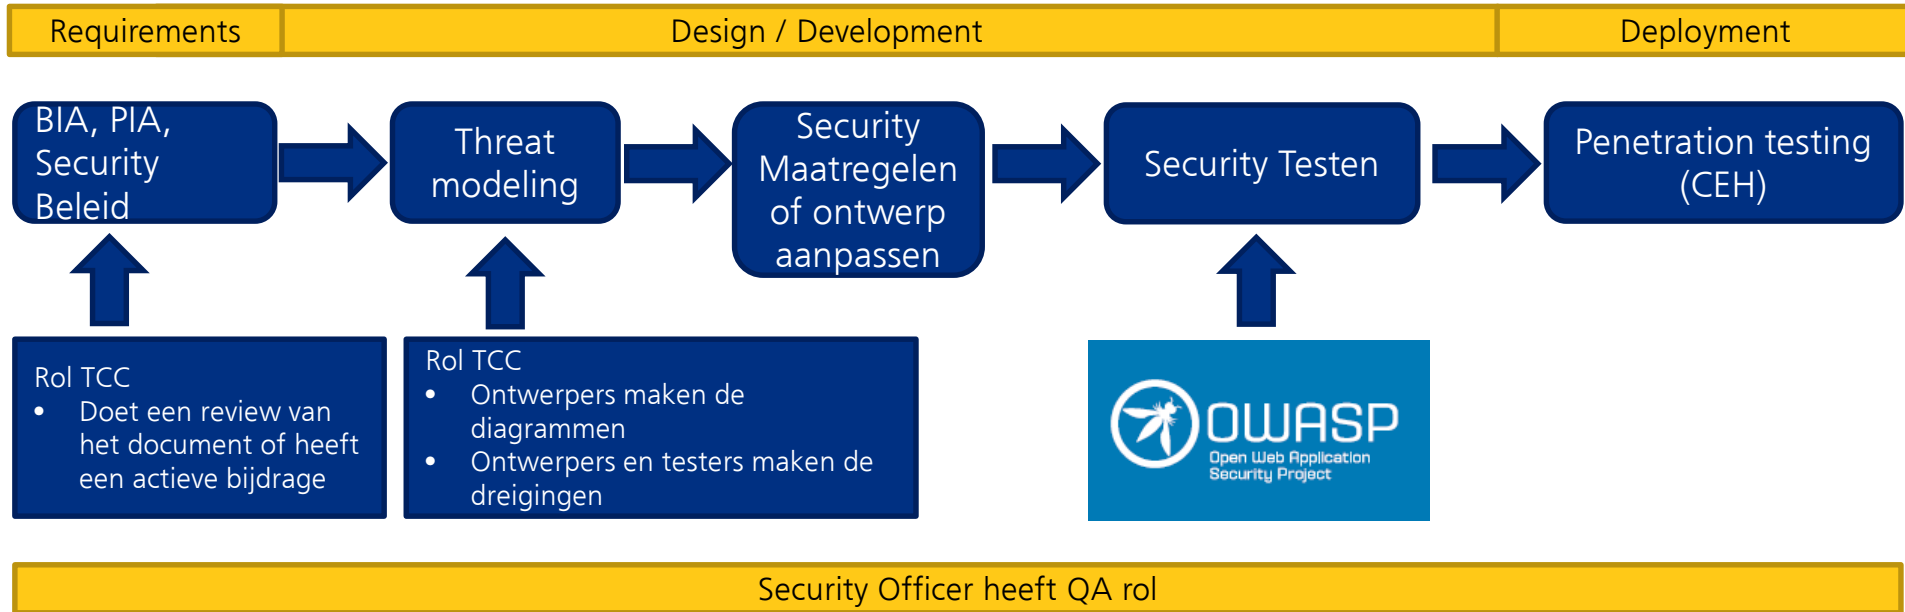 Requirements
Design / Development
Deployment
BIA, PIA,
Security
Beleid
Threat
modeling
Security
Maatregelen
of ontwerp
aanpassen
Security Testen
Penetration testing
(CEH)
Rol TCC
• Doet een review van
het document of heeft
een actieve bijdrage
Rol TCC
• Ontwerpers maken de
diagrammen
• Ontwerpers en testers maken de
dreigingen
OWASP
Open Web Application
Security Project
Security Officer heeft QA rol